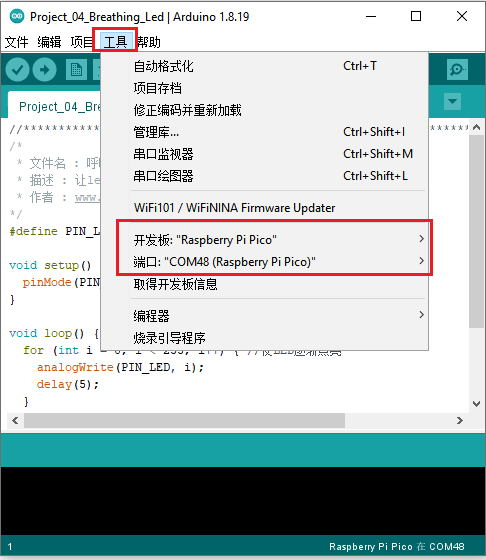 Project_04_Breathing_Led | Arduino 1.8.19
文件 编辑 项目 工具 帮助
Project_04_Bre
自动格式化 Ctrl+T
项目存档
修正编码并重新加载
管理库... Ctrl+Shift+I
串口监视器 Ctrl+Shift+M
串口绘图器 Ctrl+Shift+L
WiFi101 / WiFiNINA Firmware Updater
开发板: "Raspberry Pi Pico"
端口: "COM48 (Raspberry Pi Pico)"
取得开发板信息
编程器
烧录引导程序
//****************
/*
* 文件名 : 呼
* 描述 : 让le
* 作者 : www.
*/
#define PIN_L
void setup()
pinMode(PIN
}
void loop() {
for (int i = 0; i < 255; i++) { //使LED逐渐点亮
analogWrite(PIN_LED, i);
delay(5);
}
1
Raspberry Pi Pico 在 COM48